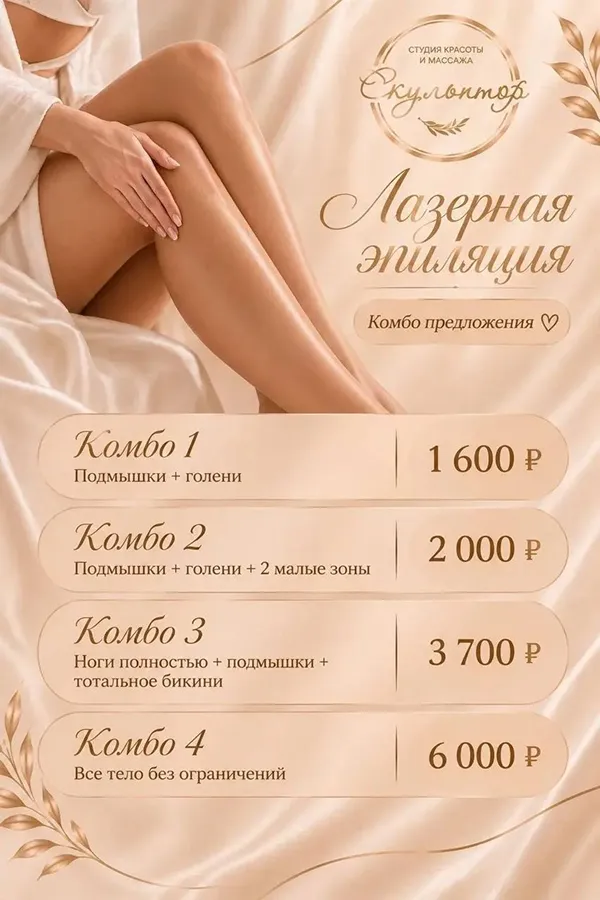 СТУДИЯ КРАСОТЫ
И МАССАЖА
Скульптор
Лазерная
эпиляция
Комбо предложения ♡
Комбо 1
Подмышки + голени
1 600 ₽
Комбо 2
Подмышки + голени + 2 малые зоны
2 000 ₽
Комбо 3
Ноги полностью + подмышки +
тотальное бикини
3 700 ₽
Комбо 4
Все тело без ограничений
6 000 ₽